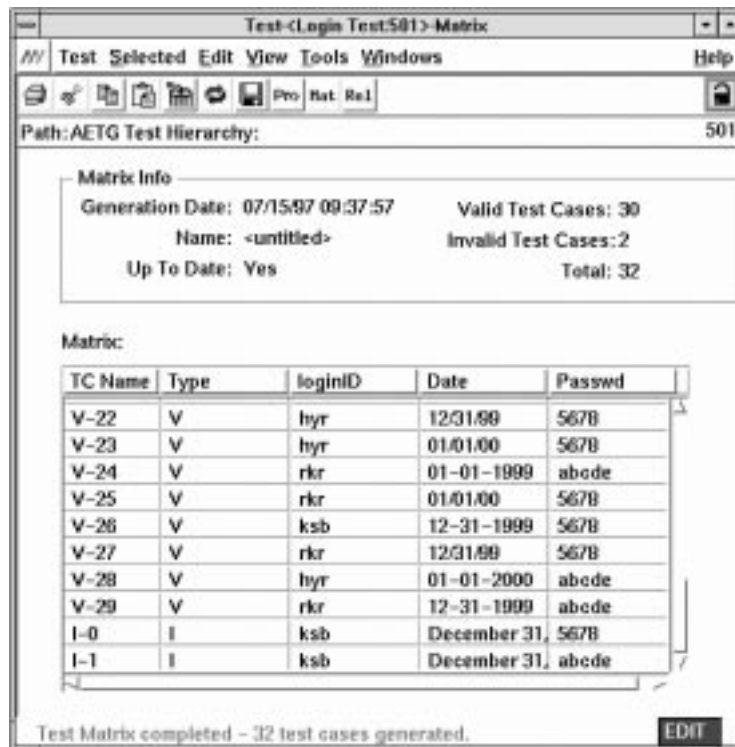 Test-<Login Test:501>-Matrix
Test Selected Edit View Tools Windows Help
Pro Mat Rel
Path: AETG Test Hierarchy: 501
Matrix Info
Generation Date: 07/15/97 09:37:57 Valid Test Cases: 30
Name: <untitled> Invalid Test Cases: 2
Up To Date: Yes Total: 32
Matrix:
TC Name Type loginID Date Passwd
V-22 V hyr 12/31/99 5678
V-23 V hyr 01/01/00 5678
V-24 V rkr 01-01-1999 abcde
V-25 V rkr 01/01/00 5678
V-26 V ksb 12-31-1999 5678
V-27 V rkr 12/31/99 5678
V-28 V hyr 01-01-2000 abcde
V-29 V rkr 12-31-1999 abcde
I-0 I ksb December 31, 5678
I-1 I ksb December 31, abcde
Test Matrix completed - 32 test cases generated. EDIT